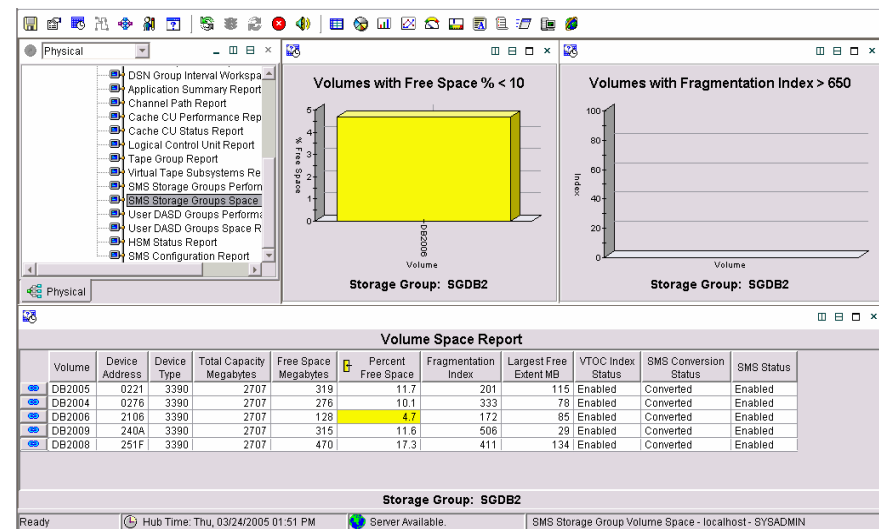 Physical
DSN Group Interval Workspa
Application Summary Report
Channel Path Report
Cache CU Performance Rep
Cache CU Status Report
Logical Control Unit Report
Tape Group Report
Virtual Tape Subsystems Re
SMS Storage Groups Perforn
SMS Storage Groups Space
User DASD Groups Performa
User DASD Groups Space R
HSM Status Report
SMS Configuration Report
Physical
Volumes with Free Space % < 10
% Free Space
5
4
3
2
1
0
DB2006
Volume
Storage Group: SGDB2
Volumes with Fragmentation Index > 650
Index
100
80
60
40
20
0
Volume
Storage Group: SGDB2
Volume Space Report
Volume Device Address Device Type Total Capacity Megabytes Free Space Megabytes Percent Free Space Fragmentation Index Largest Free Extent MB VTOC Index Status SMS Conversion Status SMS Status
DB2005 0221 3390 2707 319 11.7 201 115 Enabled Converted Enabled
DB2004 0276 3390 2707 276 10.1 333 78 Enabled Converted Enabled
DB2006 2106 3390 2707 128 4.7 172 85 Enabled Converted Enabled
DB2009 240A 3390 2707 315 11.6 506 29 Enabled Converted Enabled
DB2008 251F 3390 2707 470 17.3 411 134 Enabled Converted Enabled
Storage Group: SGDB2
Ready Hub Time: Thu, 03/24/2005 01:51 PM Server Available. SMS Storage Group Volume Space - localhost - SYSADMIN